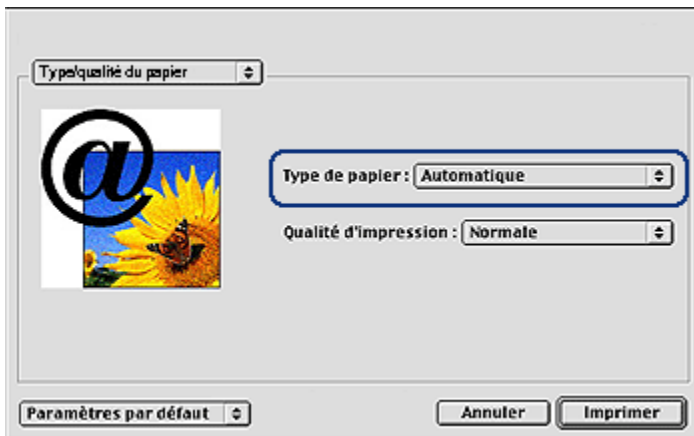 Type/qualité du papier
@
Type de papier : Automatique
Qualité d'impression : Normale
Paramètres par défaut
Annuler
Imprimer